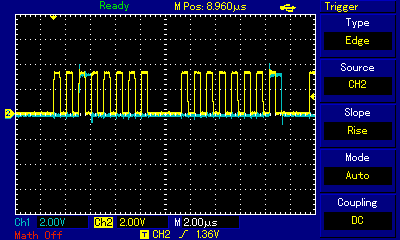 Ready M Pos: 8.960µs Trigger
Type
Edge
Source
CH2
Slope
Rise
Mode
Auto
Coupling
DC
2
Ch1 2.00V Ch2 2.00V M 2.00µs
Math Off T CH2 1.36V